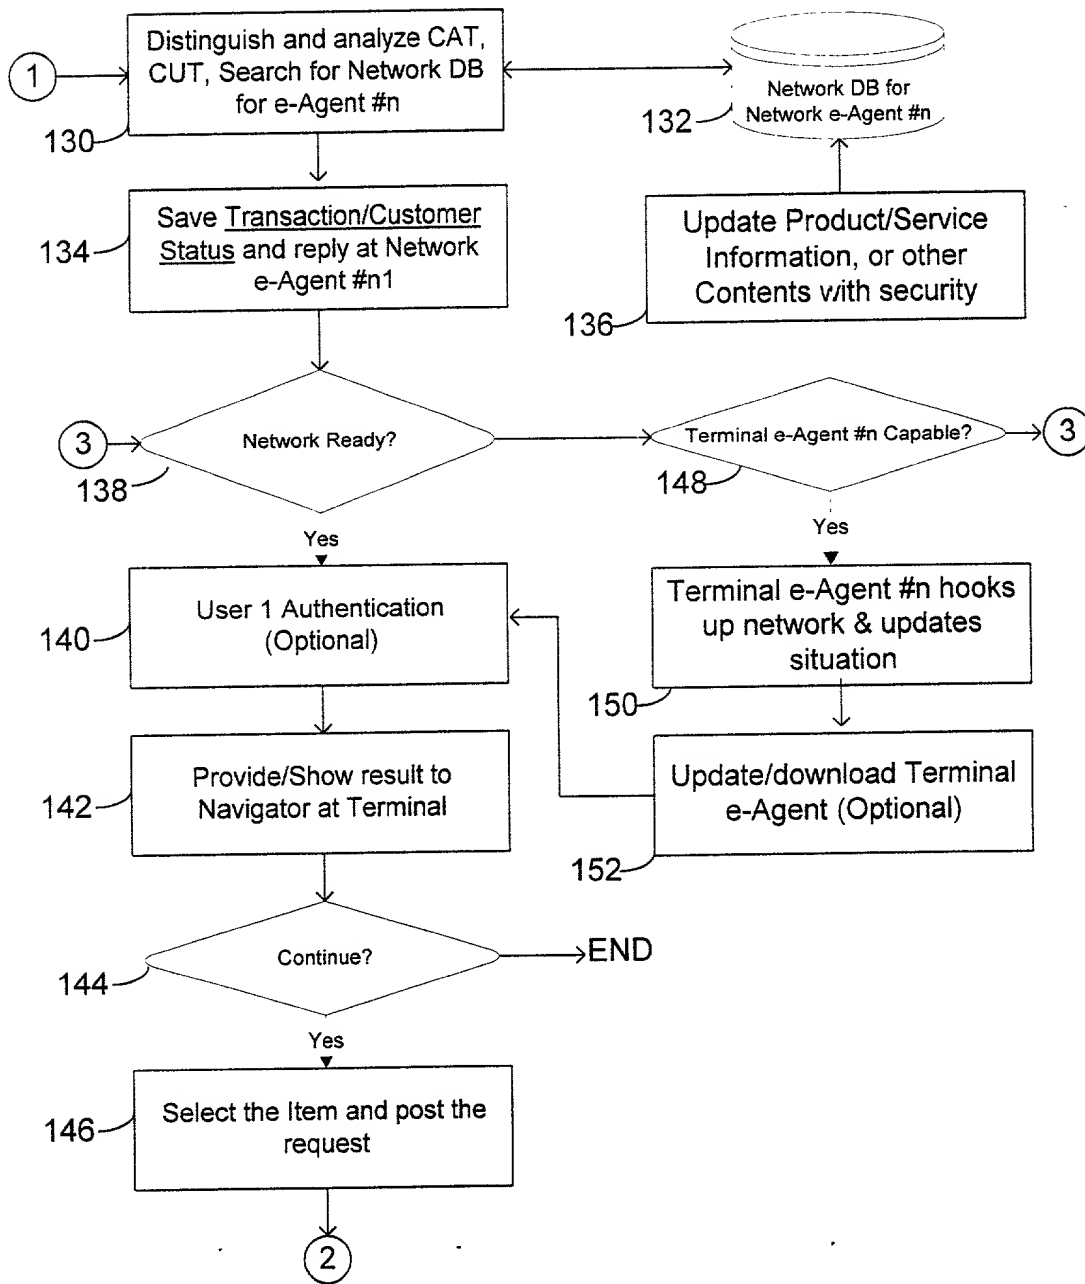 1
Distinguish and analyze CAT,
CUT, Search for Network DB
for e-Agent #n
130
Network DB for
Network e-Agent #n
132
Save Transaction/Customer
Status and reply at Network
e-Agent #n1
134
Update Product/Service
Information, or other
Contents with security
136
3
Network Ready?
138
Terminal e-Agent #n Capable?
148
3
Yes
Yes
User 1 Authentication
(Optional)
140
Terminal e-Agent #n hooks
up network & updates
situation
150
Provide/Show result to
Navigator at Terminal
142
Update/download Terminal
e-Agent (Optional)
152
Continue?
144
END
Yes
Select the Item and post the
request
146
2